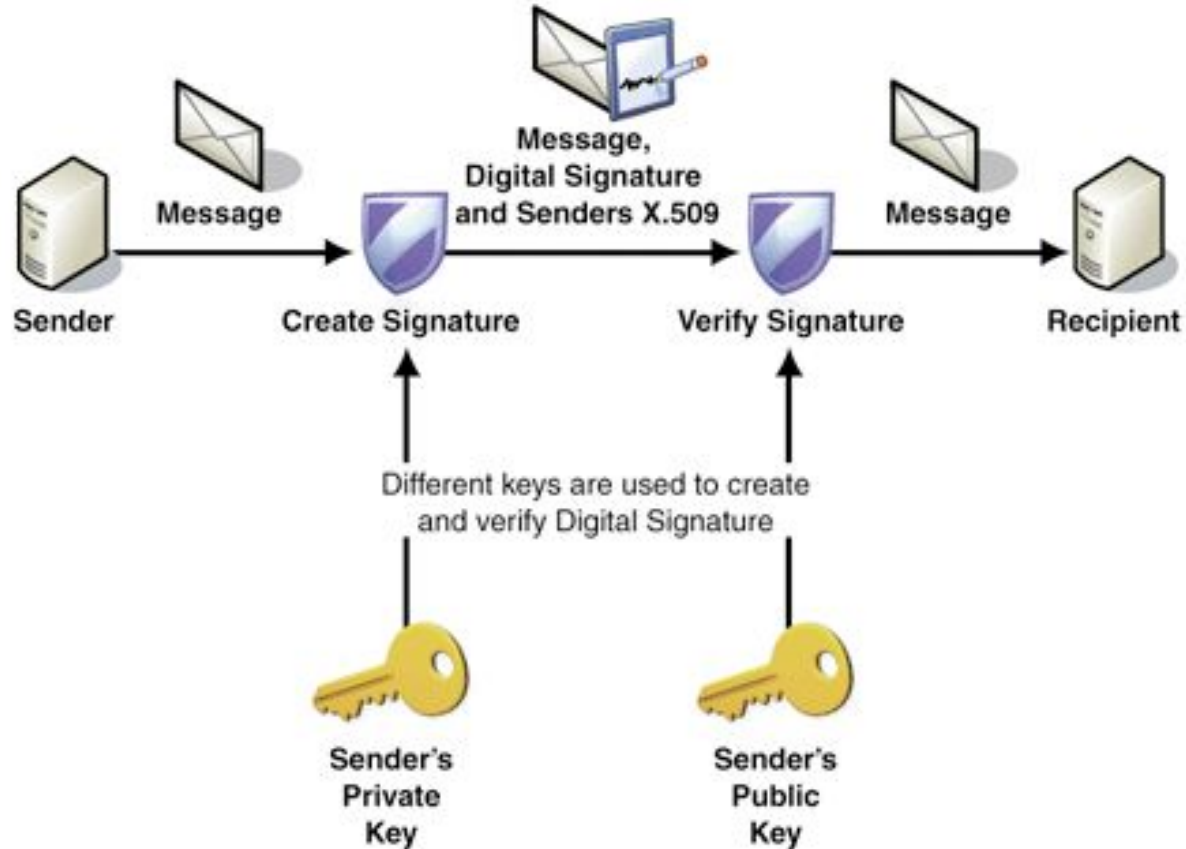 Message,
Digital Signature
and Senders X.509
Message
Message
Sender
Create Signature
Verify Signature
Recipient
Different keys are used to create
and verify Digital Signature
Sender's
Private
Key
Sender's
Public
Key